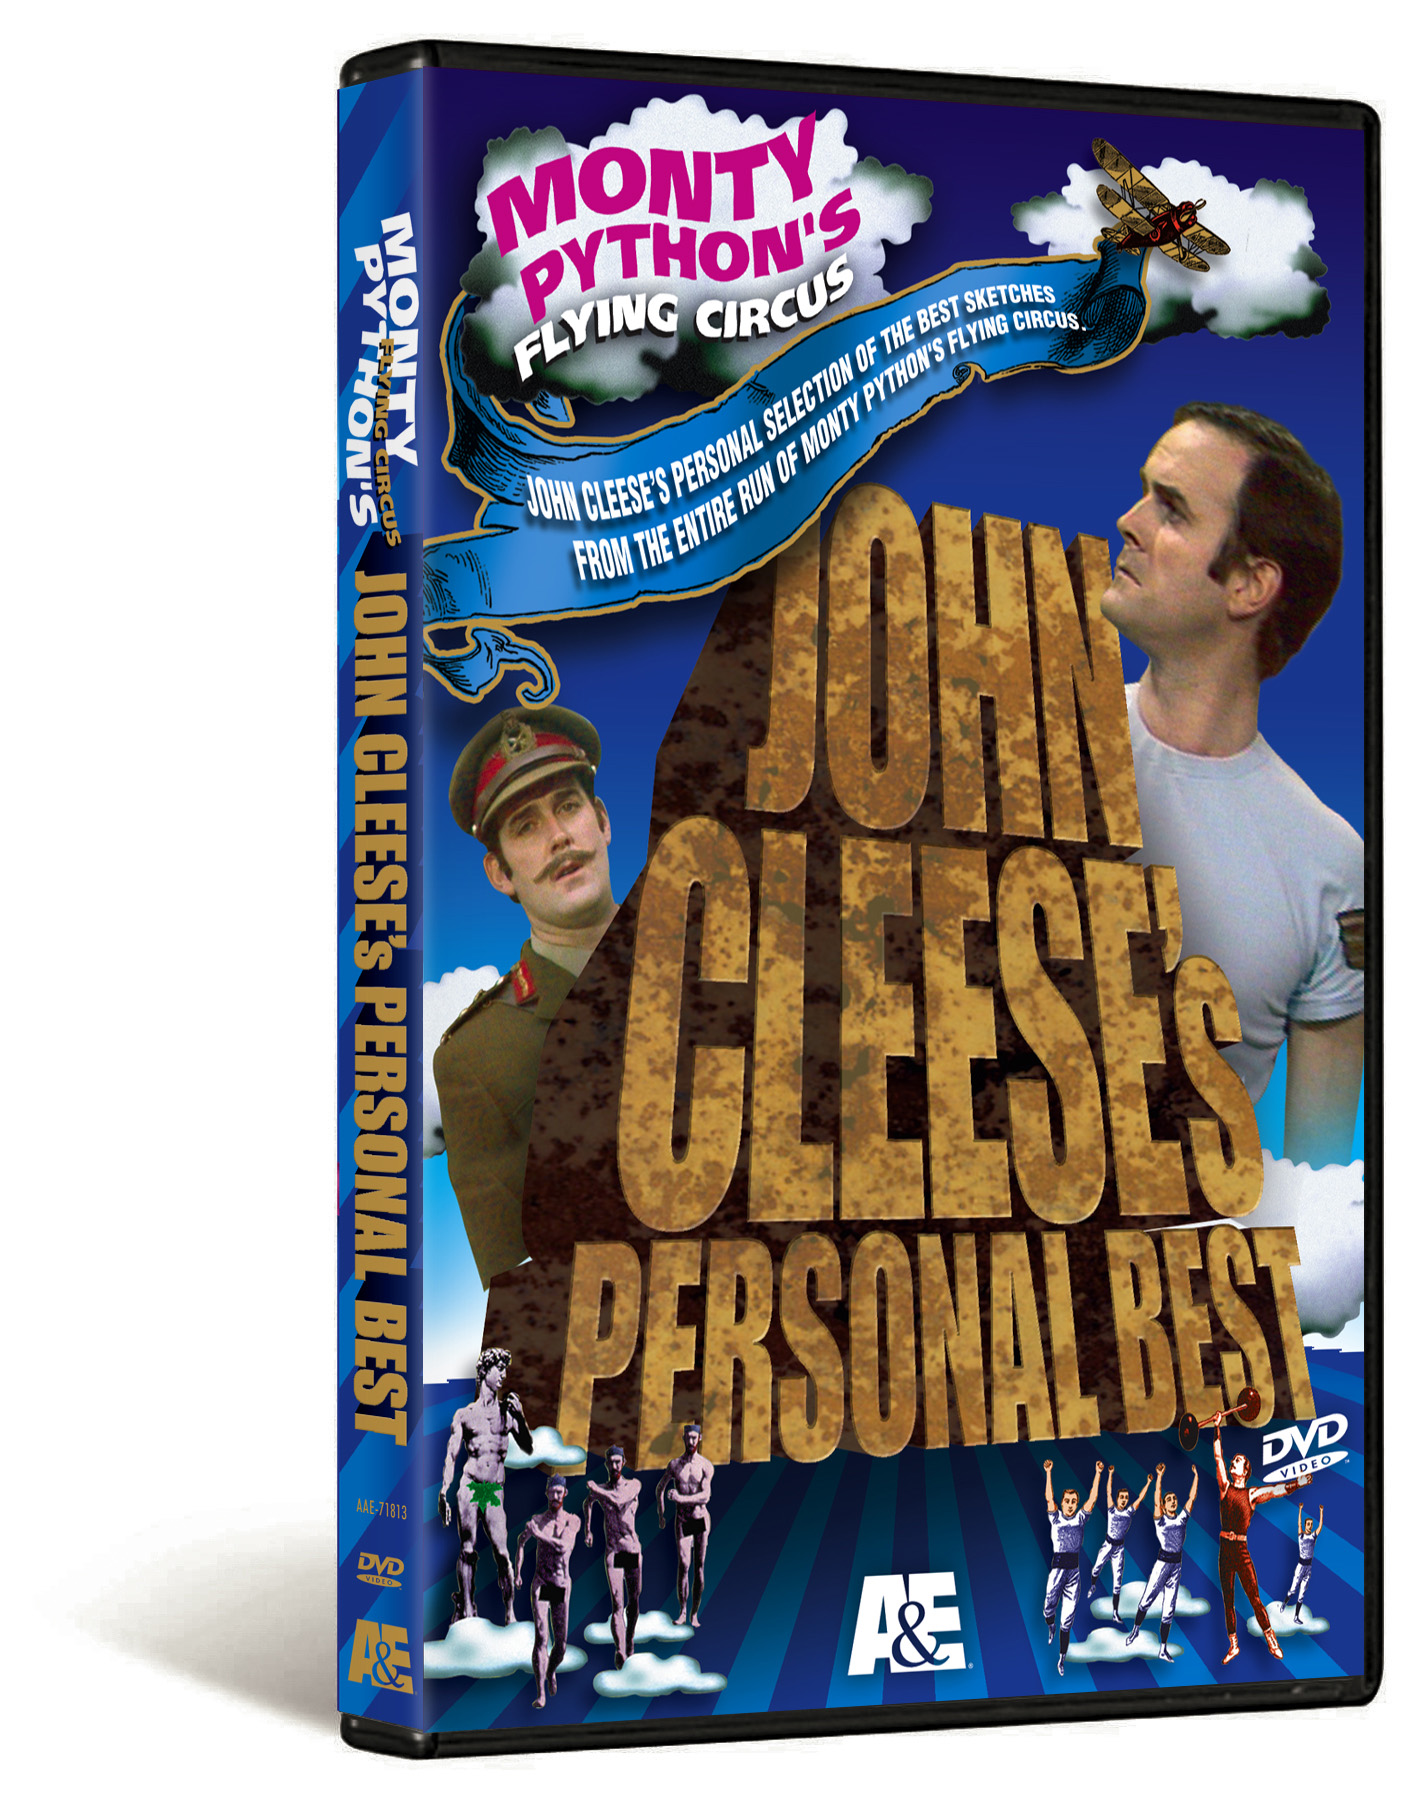 MONTY
PYTHON'S
FLYING CIRCUS
JOHN CLEESE'S PERSONAL SELECTION OF THE BEST SKETCHES
FROM THE ENTIRE RUN OF MONTY PYTHON'S FLYING CIRCUS.
JOHN
CLEESE's
PERSONAL BEST
DVD
VIDEO
A&E
MONTY
PYTHON'S
FLYING CIRCUS
JOHN CLEESE's PERSONAL BEST
AAE-71813
DVD
VIDEO
A&E